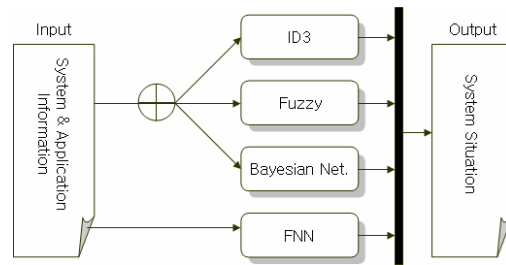 Input
System & Application
Information
ID3
Fuzzy
Bayesian Net.
FNN
Output
System Situation